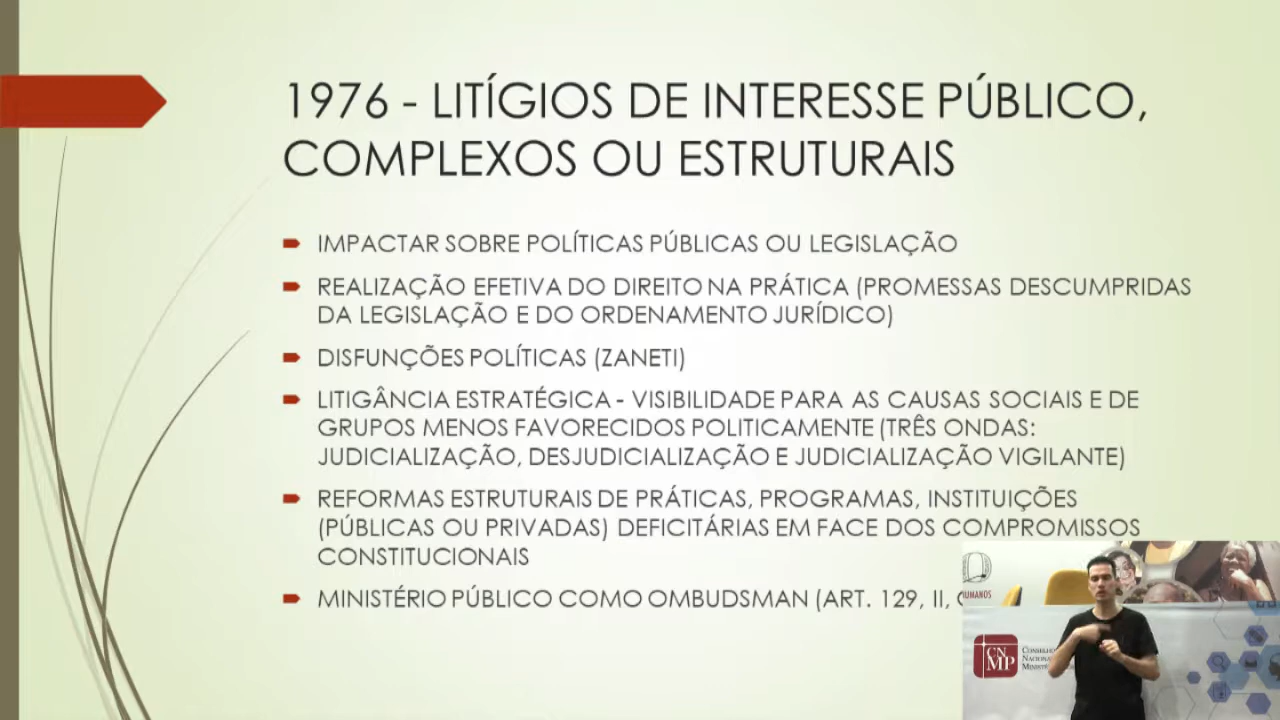 1976 - LITÍGIOS DE INTERESSE PÚBLICO,
COMPLEXOS OU ESTRUTURAIS
IMPACTAR SOBRE POLÍTICAS PÚBLICAS OU LEGISLAÇÃO
REALIZAÇÃO EFETIVA DO DIREITO NA PRÁTICA (PROMESSAS DESCUMPRIDAS
DA LEGISLAÇÃO E DO ORDENAMENTO JURÍDICO)
DISFUNÇÕES POLÍTICAS (ZANETI)
LITIGÂNCIA ESTRATÉGICA - VISIBILIDADE PARA AS CAUSAS SOCIAIS E DE
GRUPOS MENOS FAVORECIDOS POLITICAMENTE (TRÊS ONDAS:
JUDICIALIZAÇÃO, DESJUDICIALIZAÇÃO E JUDICIALIZAÇÃO VIGILANTE)
REFORMAS ESTRUTURAIS DE PRÁTICAS, PROGRAMAS, INSTITUIÇÕES
(PÚBLICAS OU PRIVADAS) DEFICITÁRIAS EM FACE DOS COMPROMISSOS
CONSTITUCIONAIS
MINISTÉRIO PÚBLICO COMO OMBUDSMAN (ART. 129, II,
UMANOS
CN
MP